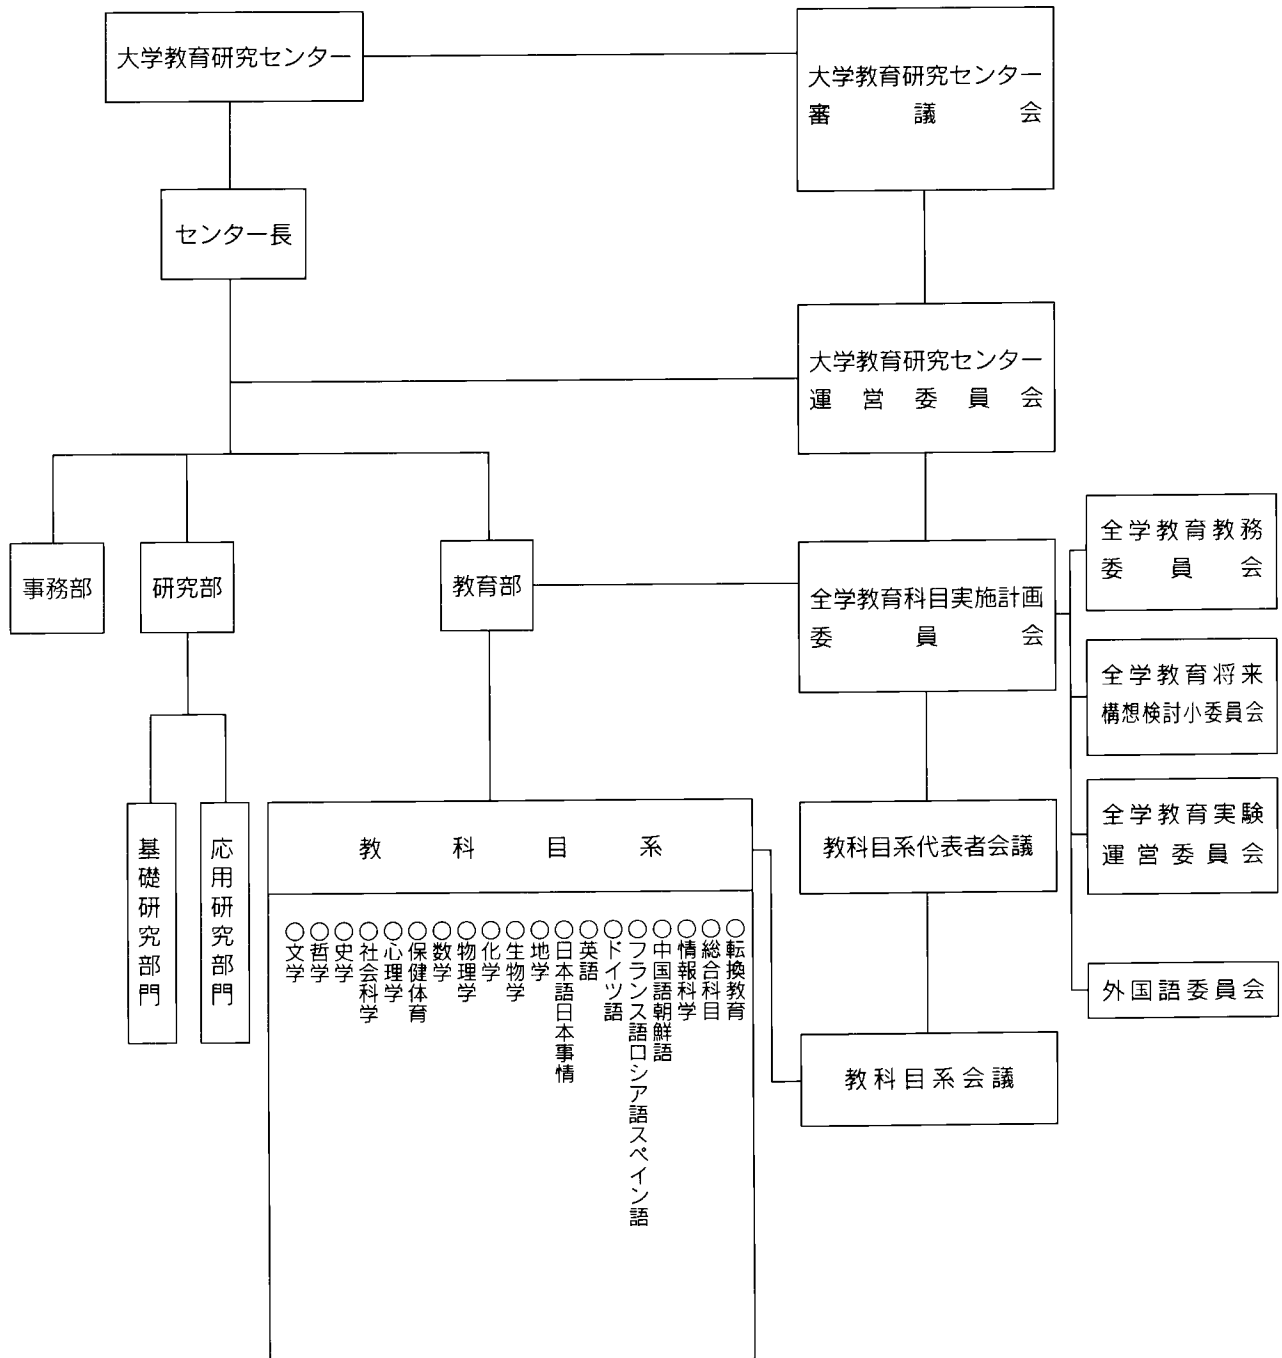 大学教育研究センター
大学教育研究センター
審議会
センター長
大学教育研究センター
運営委員会
事務部
研究部
教育部
全学教育科目実施計画
委員会
全学教育教務
委員会
全学教育将来
構想検討小委員会
全学教育実験
運営委員会
外国語委員会
基礎研究部門
応用研究部門
教科目系
教科目系代表者会議
教科目系会議
○転換教育
○総合科目
○情報科学
○中国語朝鮮語
○フランス語ロシア語スペイン語
○ドイツ語
○英語
○日本語日本事情
○地学
○生物学
○化学
○物理学
○数学
○保健体育
○心理学
○社会科学
○史学
○哲学
○文学